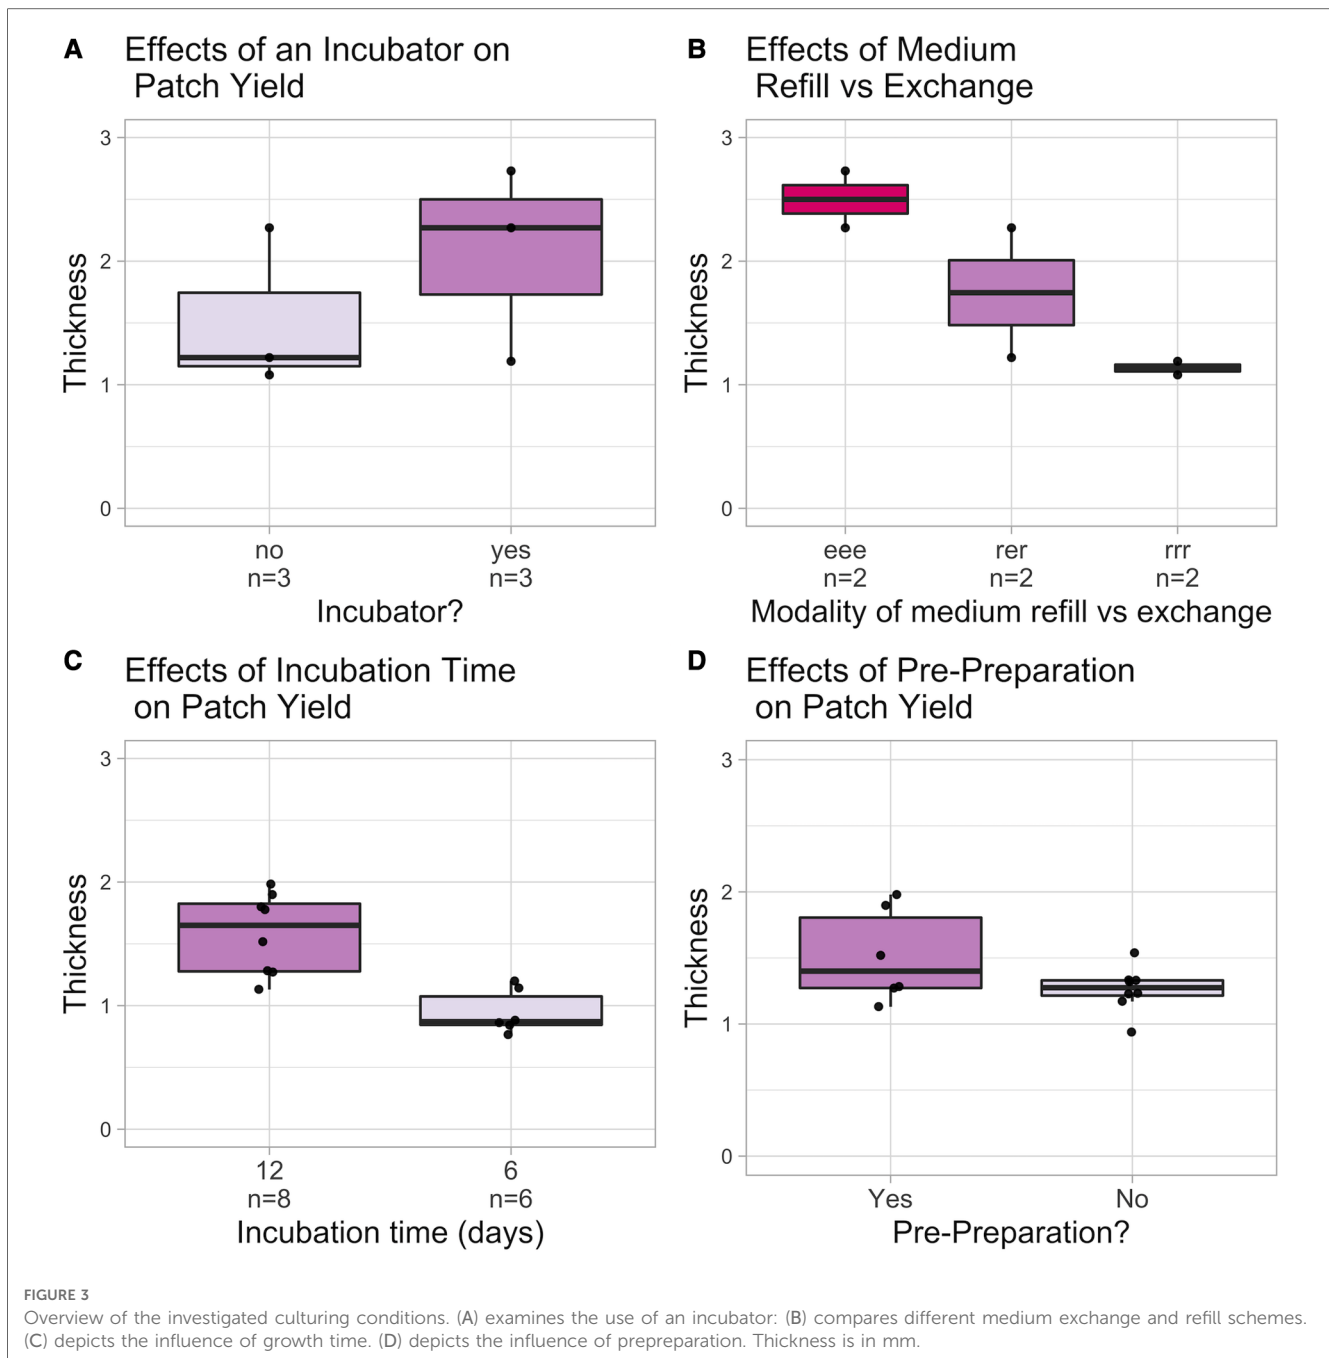 A
Effects of an Incubator on
Patch Yield
Thickness
3
2
1
0
no
n=3
yes
n=3
Incubator?
B
Effects of Medium
Refill vs Exchange
Thickness
3
2
1
0
eee
n=2
rer
n=2
rrr
n=2
Modality of medium refill vs exchange
C
Effects of Incubation Time
on Patch Yield
Thickness
3
2
1
0
12
n=8
6
n=6
Incubation time (days)
D
Effects of Pre-Preparation
on Patch Yield
Thickness
3
2
1
0
Yes
No
Pre-Preparation?
FIGURE 3
Overview of the investigated culturing conditions. (A) examines the use of an incubator: (B) compares different medium exchange and refill schemes.
(C) depicts the influence of growth time. (D) depicts the influence of prepreparation. Thickness is in mm.